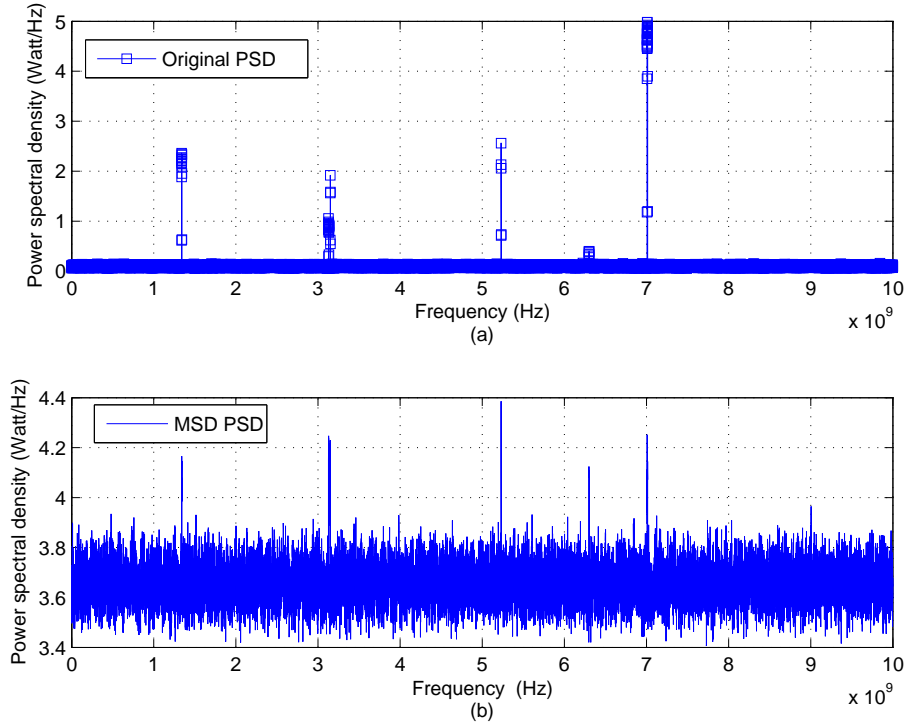 5
4
3
2
1
0
Power spectral density (Watt/Hz)
Original PSD
0 1 2 3 4 5 6 7 8 9 10
Frequency (Hz)
x 10^9
(a)
4.4
4.2
4
3.8
3.6
3.4
Power spectral density (Watt/Hz)
MSD PSD
0 1 2 3 4 5 6 7 8 9 10
Frequency (Hz)
x 10^9
(b)